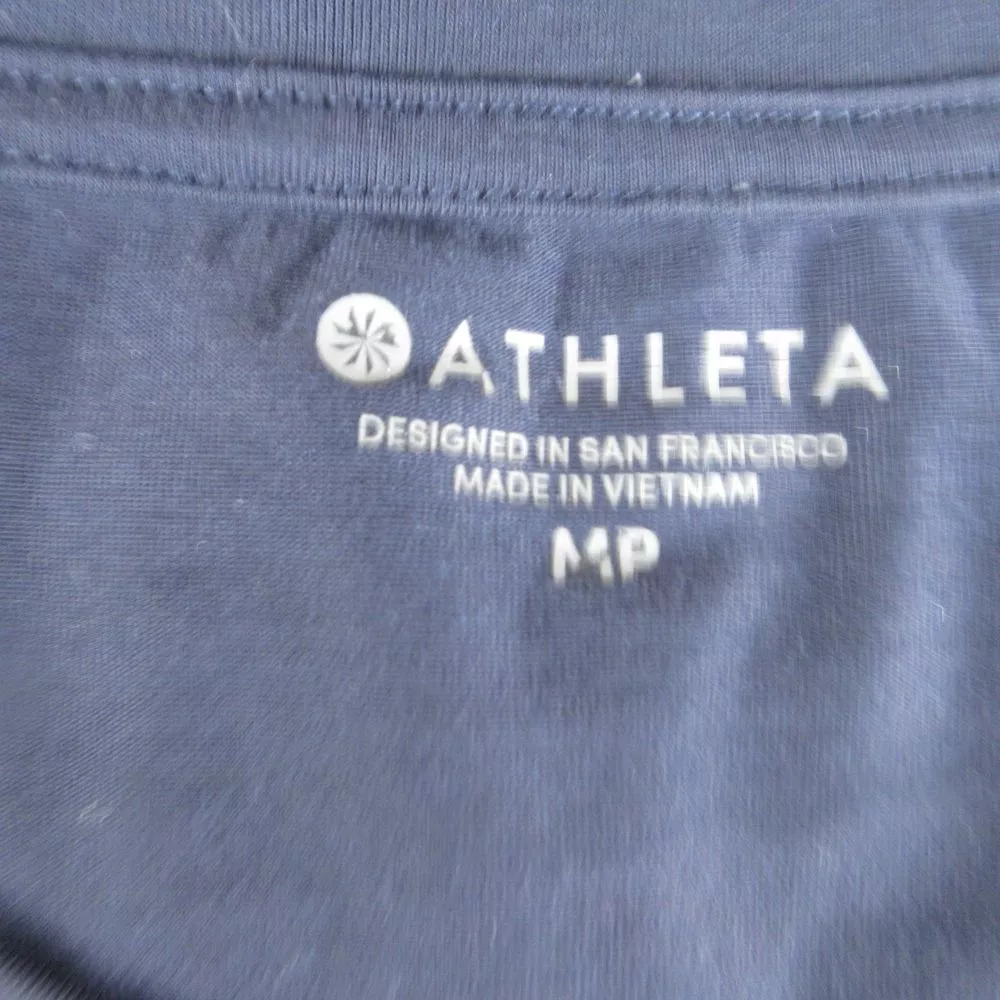 ATHLETA
DESIGNED IN SAN FRANCISCO
MADE IN VIETNAM
MP